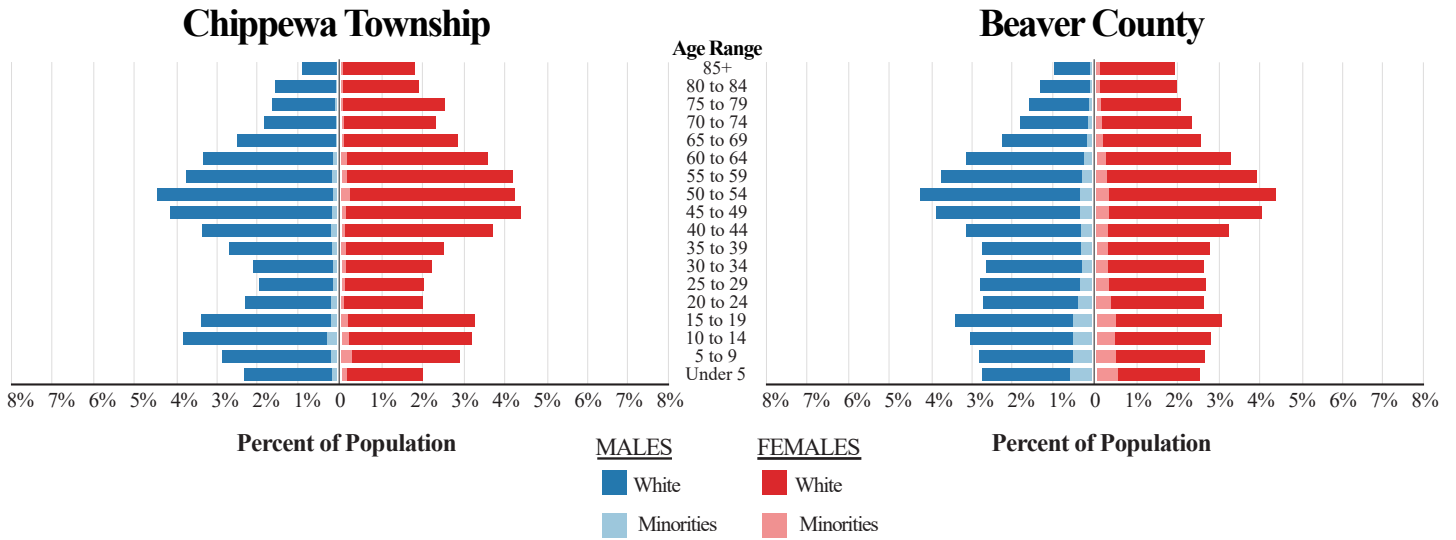 Chippewa Township
Beaver County
Age Range
85+
80 to 84
75 to 79
70 to 74
65 to 69
60 to 64
55 to 59
50 to 54
45 to 49
40 to 44
35 to 39
30 to 34
25 to 29
20 to 24
15 to 19
10 to 14
5 to 9
Under 5
8% 7% 6% 5% 4% 3% 2% 1% 0 1% 2% 3% 4% 5% 6% 7% 8%
8% 7% 6% 5% 4% 3% 2% 1% 0 1% 2% 3% 4% 5% 6% 7% 8%
Percent of Population
Percent of Population
MALES
White
Minorities
FEMALES
White
Minorities